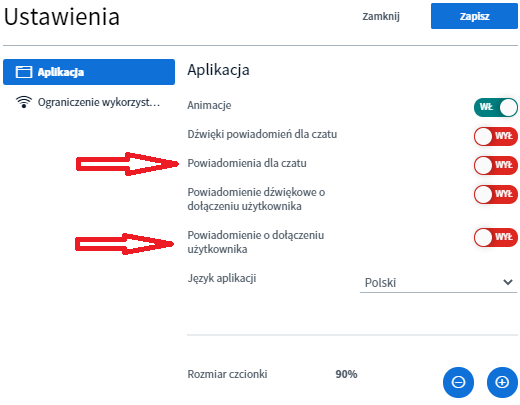 Ustawienia
Zamknij
Zapisz
Aplikacja
Ograniczenie wykorzyst...
Aplikacja
Animacje
WŁ
Dźwięki powiadomień dla czatu
WYŁ
Powiadomienia dla czatu
WYŁ
Powiadomienie dźwiękowe o
dołączeniu użytkownika
WYŁ
Powiadomienie o dołączeniu
użytkownika
WYŁ
Język aplikacji
Polski
Rozmiar czcionki
90%